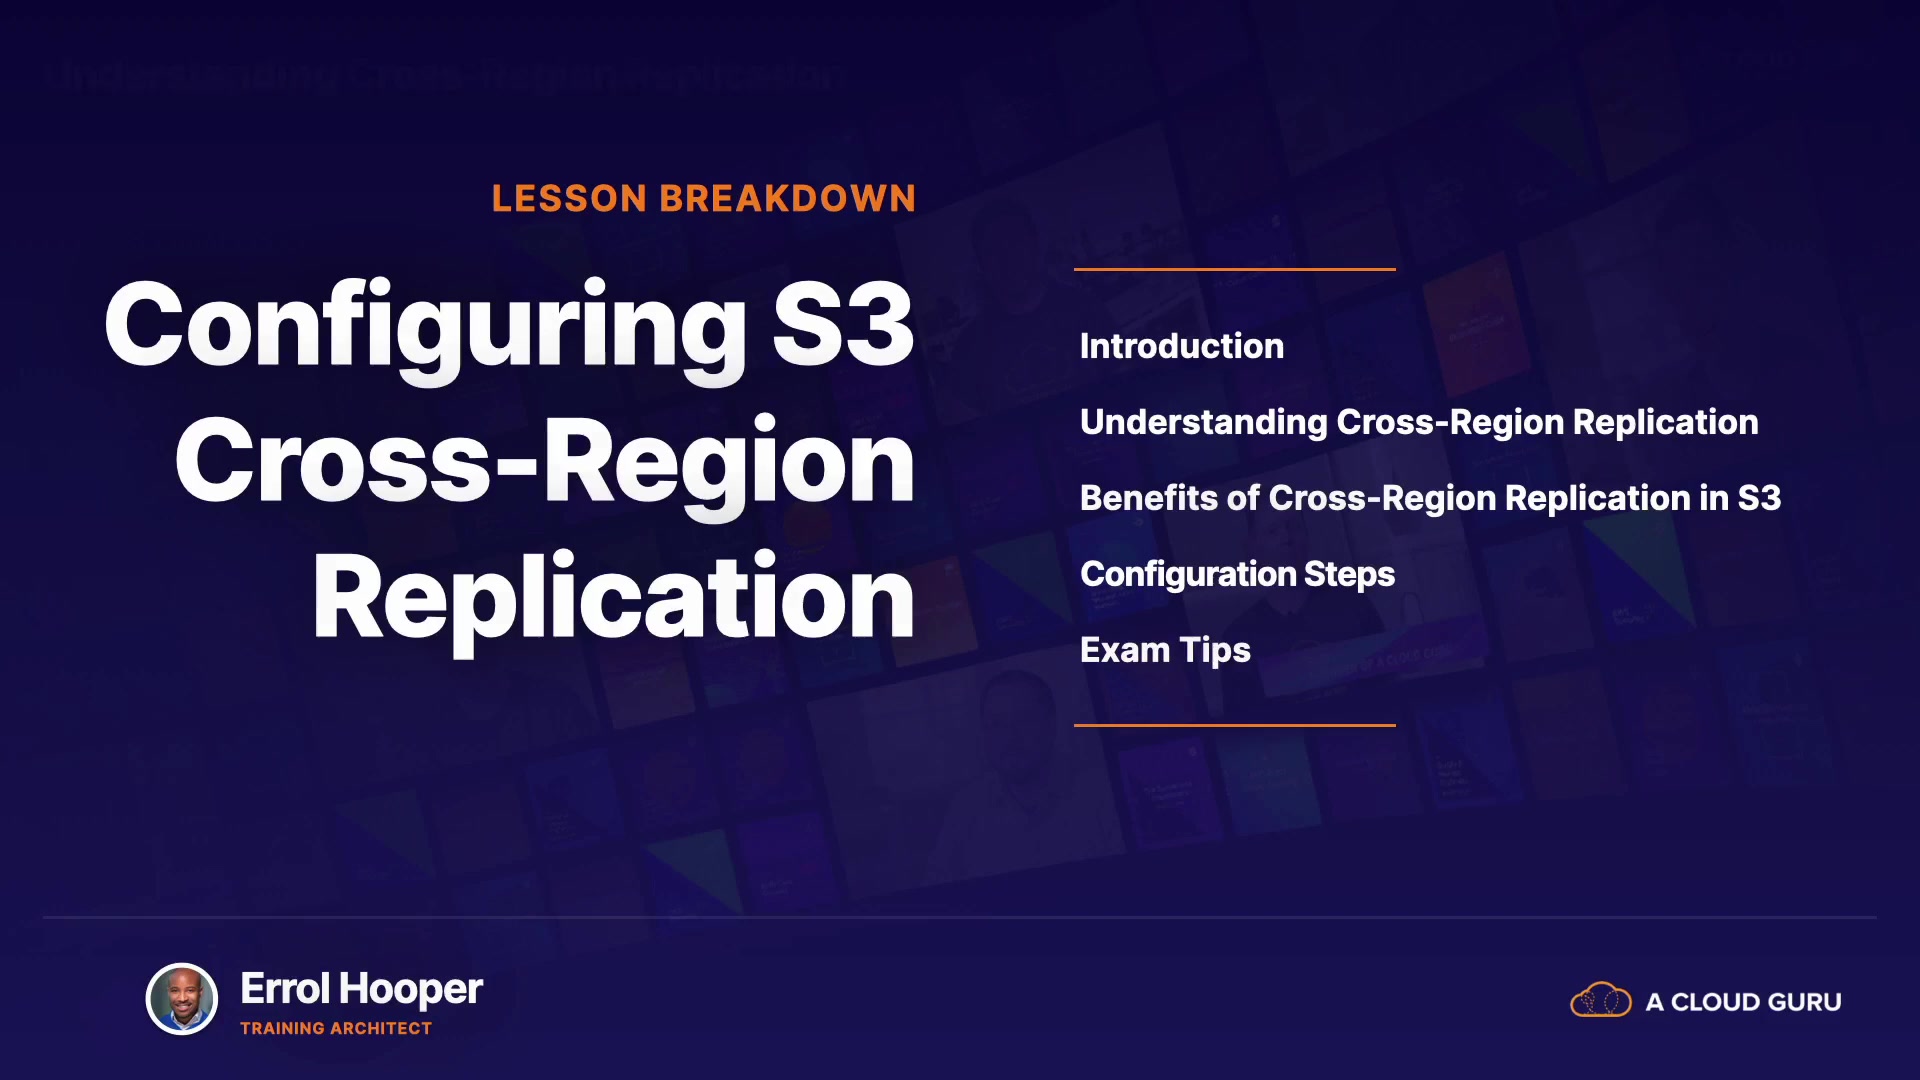 LESSON BREAKDOWN
Configuring S3
Cross-Region
Replication
Introduction
Understanding Cross-Region Replication
Benefits of Cross-Region Replication in S3
Configuration Steps
Exam Tips
Errol Hooper
TRAINING ARCHITECT
A CLOUD GURU